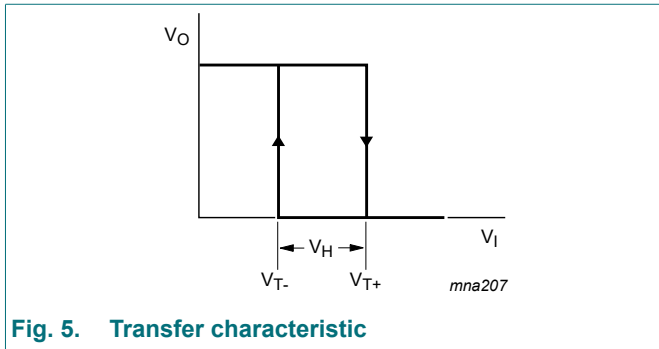 VO
VI
VH
VT- VT+
mna207
Fig. 5. Transfer characteristic